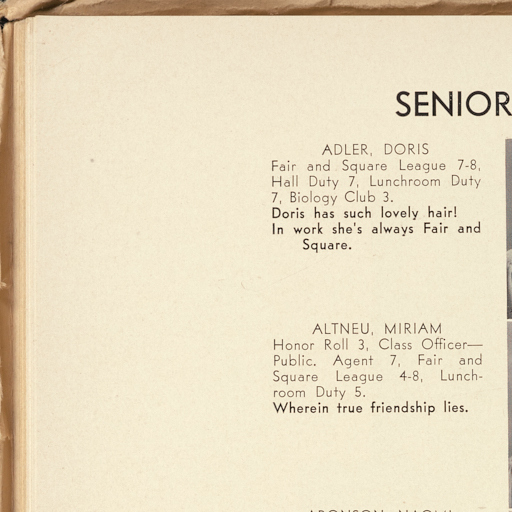 SENIOR
ADLER, DORIS
Fair and Square League 7-8,
Hall Duty 7, Lunchroom Duty
7, Biology Club 3.
Doris has such lovely hair!
In work she's always Fair and
Square.
ALTNEU, MIRIAM
Honor Roll 3, Class Officer—
Public. Agent 7, Fair and
Square League 4-8, Lunch-
room Duty 5.
Wherein true friendship lies.